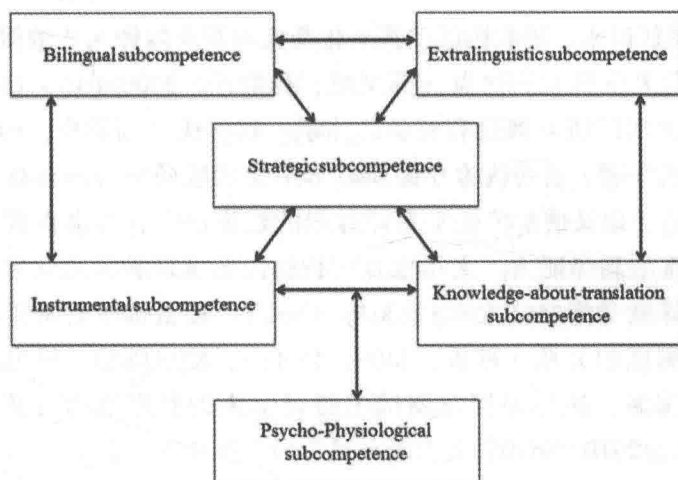 Bilingual subcompetence
Extralinguistic subcompetence
Strategic subcompetence
Instrumental subcompetence
Knowledge-about-translation
subcompetence
Psycho-Physiological
subcompetence